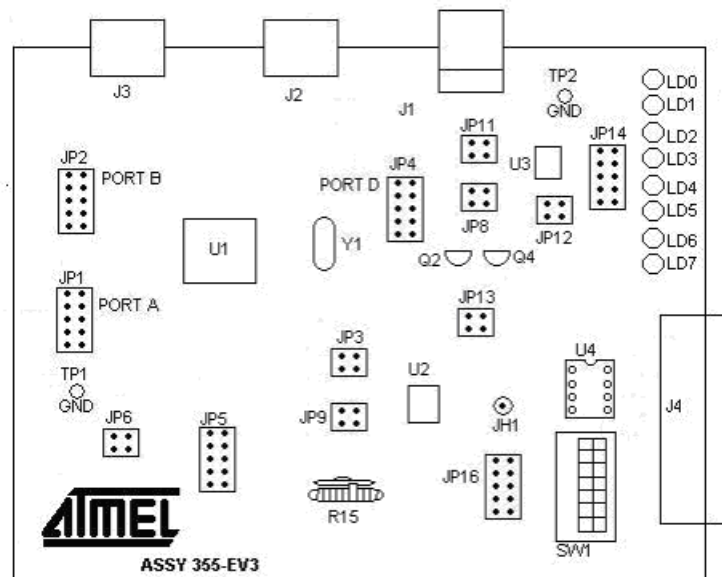 J3
J2
J1
TP2
GND
LD0
LD1
LD2
LD3
LD4
LD5
LD6
LD7
JP11
JP14
JP2
PORT B
JP4
PORT D
U3
JP8
JP12
U1
Y1
Q2
Q4
JP1
PORT A
JP13
JP3
U2
U4
TP1
GND
J4
JP6
JP5
JP9
JH1
JP16
R15
SW1
ATMEL
ASSY 355-EV3